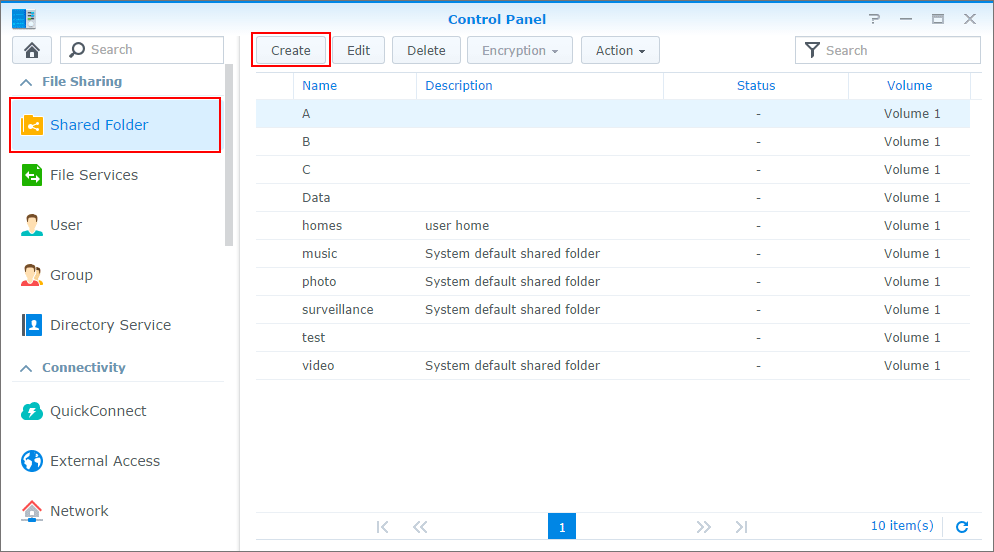 Control Panel
Search
Create Edit Delete Encryption Action Search
File Sharing
Shared Folder
File Services
User
Group
Directory Service
Connectivity
QuickConnect
External Access
Network
Name Description Status Volume
A - Volume 1
B - Volume 1
C - Volume 1
Data - Volume 1
homes user home - Volume 1
music System default shared folder - Volume 1
photo System default shared folder - Volume 1
surveillance System default shared folder - Volume 1
test - Volume 1
video System default shared folder - Volume 1
1 10 item(s)